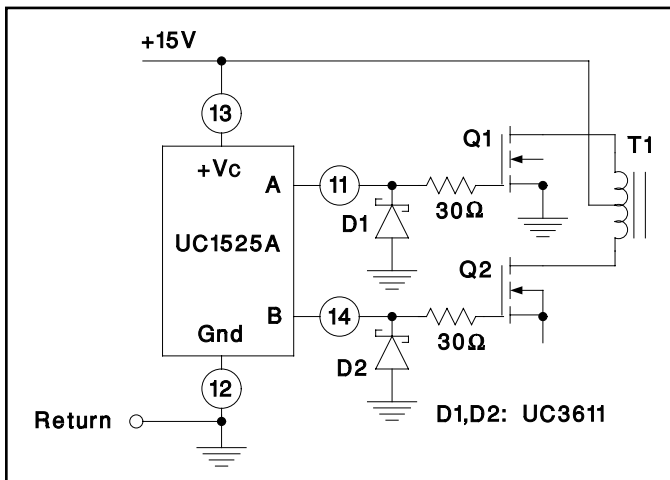 +15V
13
+Vc
A
11
Q1
T1
30Ω
D1
UC1525A
Q2
B
14
30Ω
Gnd
D2
12
Return
D1,D2: UC3611